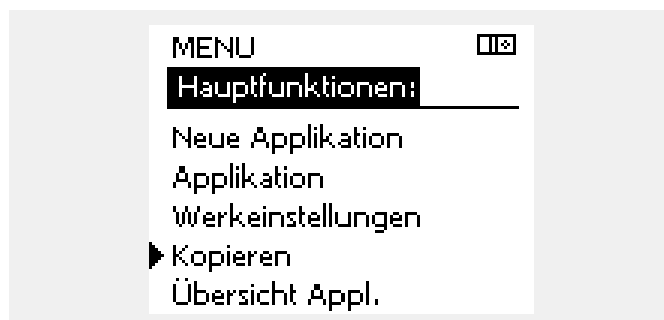 MENU
Hauptfunktionen:
Neue Applikation
Applikation
Werkeinstellungen
Kopieren
Übersicht Appl.